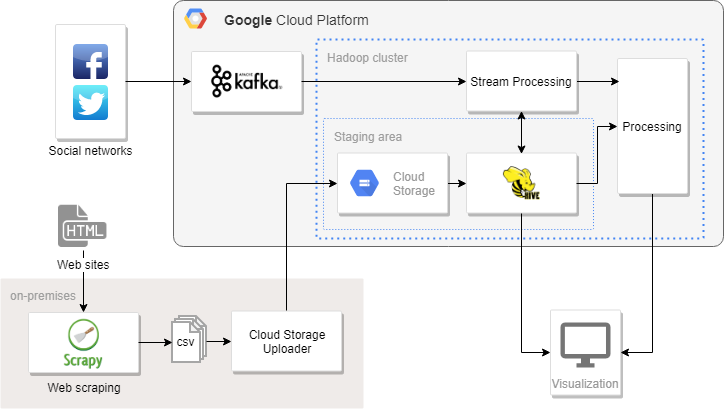 Google Cloud Platform
Hadoop cluster
APACHE
kafka
Stream Processing
Processing
Social networks
Staging area
Cloud
Storage
HIVE
HTML
Web sites
on-premises
Scrapy
Web scraping
CSV
Cloud Storage
Uploader
Visualization